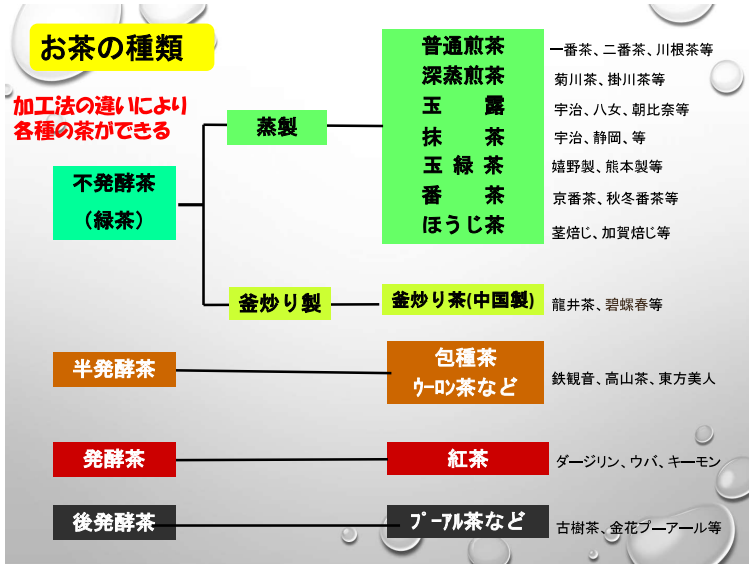 お茶の種類
加工法の違いにより
各種の茶ができる
不発酵茶
（緑茶）
蒸製
普通煎茶
一番茶、二番茶、川根茶等
深蒸煎茶
菊川茶、掛川茶等
玉　　露
宇治、八女、朝比奈等
抹　　茶
宇治、静岡、等
玉 緑 茶
嬉野製、熊本製等
番　　茶
京番茶、秋冬番茶等
ほうじ茶
茎焙じ、加賀焙じ等
釜炒り製
釜炒り茶(中国製)
龍井茶、碧螺春等
半発酵茶
包種茶
ｳｰﾛﾝ茶など
鉄観音、高山茶、東方美人
発酵茶
紅茶
ダージリン、ウバ、キーモン
後発酵茶
ﾌﾟｰｱﾙ茶など
古樹茶、金花プーアール等